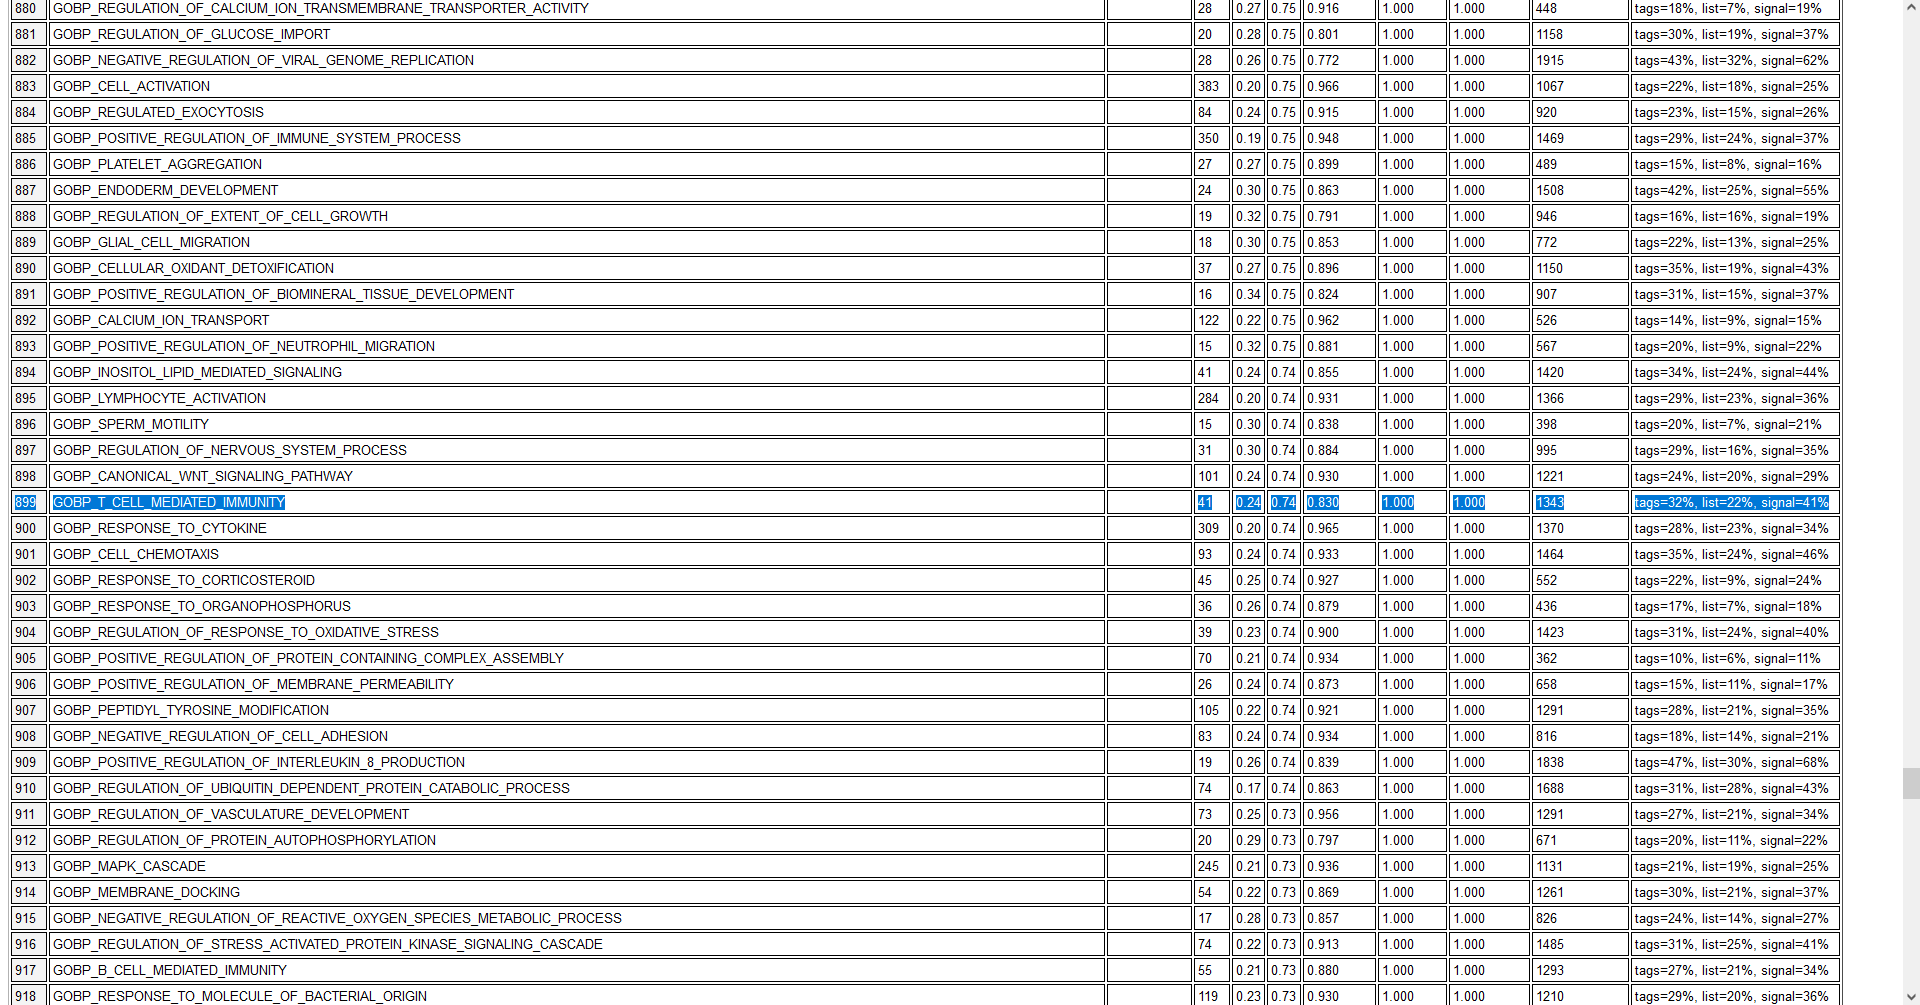 880 GOBP_REGULATION_OF_CALCIUM_ION_TRANSMEMBRANE_TRANSPORTER_ACTIVITY 28 0.27 0.75 0.916 1.000 1.000 448 tags=18%, list=7%, signal=19%
881 GOBP_REGULATION_OF_GLUCOSE_IMPORT 20 0.28 0.75 0.801 1.000 1.000 1158 tags=30%, list=19%, signal=37%
882 GOBP_NEGATIVE_REGULATION_OF_VIRAL_GENOME_REPLICATION 28 0.26 0.75 0.772 1.000 1.000 1915 tags=43%, list=32%, signal=62%
883 GOBP_CELL_ACTIVATION 383 0.20 0.75 0.966 1.000 1.000 1067 tags=22%, list=18%, signal=25%
884 GOBP_REGULATED_EXOCYTOSIS 84 0.24 0.75 0.915 1.000 1.000 920 tags=23%, list=15%, signal=26%
885 GOBP_POSITIVE_REGULATION_OF_IMMUNE_SYSTEM_PROCESS 350 0.19 0.75 0.948 1.000 1.000 1469 tags=29%, list=24%, signal=37%
886 GOBP_PLATELET_AGGREGATION 27 0.27 0.75 0.899 1.000 1.000 489 tags=15%, list=8%, signal=16%
887 GOBP_ENDODERM_DEVELOPMENT 24 0.30 0.75 0.863 1.000 1.000 1508 tags=42%, list=25%, signal=55%
888 GOBP_REGULATION_OF_EXTENT_OF_CELL_GROWTH 19 0.32 0.75 0.791 1.000 1.000 946 tags=16%, list=16%, signal=19%
889 GOBP_GLIAL_CELL_MIGRATION 18 0.30 0.75 0.853 1.000 1.000 772 tags=22%, list=13%, signal=25%
890 GOBP_CELLULAR_OXIDANT_DETOXIFICATION 37 0.27 0.75 0.896 1.000 1.000 1150 tags=35%, list=19%, signal=43%
891 GOBP_POSITIVE_REGULATION_OF_BIOMINERAL_TISSUE_DEVELOPMENT 16 0.34 0.75 0.824 1.000 1.000 907 tags=31%, list=15%, signal=37%
892 GOBP_CALCIUM_ION_TRANSPORT 122 0.22 0.75 0.962 1.000 1.000 526 tags=14%, list=9%, signal=15%
893 GOBP_POSITIVE_REGULATION_OF_NEUTROPHIL_MIGRATION 15 0.32 0.75 0.881 1.000 1.000 567 tags=20%, list=9%, signal=22%
894 GOBP_INOSITOL_LIPID_MEDIATED_SIGNALING 41 0.24 0.74 0.855 1.000 1.000 1420 tags=34%, list=24%, signal=44%
895 GOBP_LYMPHOCYTE_ACTIVATION 284 0.20 0.74 0.931 1.000 1.000 1366 tags=29%, list=23%, signal=36%
896 GOBP_SPERM_MOTILITY 15 0.30 0.74 0.838 1.000 1.000 398 tags=20%, list=7%, signal=21%
897 GOBP_REGULATION_OF_NERVOUS_SYSTEM_PROCESS 31 0.30 0.74 0.884 1.000 1.000 995 tags=29%, list=16%, signal=35%
898 GOBP_CANONICAL_WNT_SIGNALING_PATHWAY 101 0.24 0.74 0.930 1.000 1.000 1221 tags=24%, list=20%, signal=29%
899 GOBP_T_CELL_MEDIATED_IMMUNITY 41 0.24 0.74 0.830 1.000 1.000 1343 tags=32%, list=22%, signal=41%
900 GOBP_RESPONSE_TO_CYTOKINE 309 0.20 0.74 0.965 1.000 1.000 1370 tags=28%, list=23%, signal=34%
901 GOBP_CELL_CHEMOTAXIS 93 0.24 0.74 0.933 1.000 1.000 1464 tags=35%, list=24%, signal=46%
902 GOBP_RESPONSE_TO_CORTICOSTEROID 45 0.25 0.74 0.927 1.000 1.000 552 tags=22%, list=9%, signal=24%
903 GOBP_RESPONSE_TO_ORGANOPHOSPHORUS 36 0.26 0.74 0.879 1.000 1.000 436 tags=17%, list=7%, signal=18%
904 GOBP_REGULATION_OF_RESPONSE_TO_OXIDATIVE_STRESS 39 0.23 0.74 0.900 1.000 1.000 1423 tags=31%, list=24%, signal=40%
905 GOBP_POSITIVE_REGULATION_OF_PROTEIN_CONTAINING_COMPLEX_ASSEMBLY 70 0.21 0.74 0.934 1.000 1.000 362 tags=10%, list=6%, signal=11%
906 GOBP_POSITIVE_REGULATION_OF_MEMBRANE_PERMEABILITY 26 0.24 0.74 0.873 1.000 1.000 658 tags=15%, list=11%, signal=17%
907 GOBP_PEPTIDYL_TYROSINE_MODIFICATION 105 0.22 0.74 0.921 1.000 1.000 1291 tags=28%, list=21%, signal=35%
908 GOBP_NEGATIVE_REGULATION_OF_CELL_ADHESION 83 0.24 0.74 0.934 1.000 1.000 816 tags=18%, list=14%, signal=21%
909 GOBP_POSITIVE_REGULATION_OF_INTERLEUKIN_8_PRODUCTION 19 0.26 0.74 0.839 1.000 1.000 1838 tags=47%, list=30%, signal=68%
910 GOBP_REGULATION_OF_UBIQUITIN_DEPENDENT_PROTEIN_CATABOLIC_PROCESS 74 0.17 0.74 0.863 1.000 1.000 1688 tags=31%, list=28%, signal=43%
911 GOBP_REGULATION_OF_VASCULATURE_DEVELOPMENT 73 0.25 0.73 0.956 1.000 1.000 1291 tags=27%, list=21%, signal=34%
912 GOBP_REGULATION_OF_PROTEIN_AUTOPHOSPHORYLATION 20 0.29 0.73 0.797 1.000 1.000 671 tags=20%, list=11%, signal=22%
913 GOBP_MAPK_CASCADE 245 0.21 0.73 0.936 1.000 1.000 1131 tags=21%, list=19%, signal=25%
914 GOBP_MEMBRANE_DOCKING 54 0.22 0.73 0.869 1.000 1.000 1261 tags=30%, list=21%, signal=37%
915 GOBP_NEGATIVE_REGULATION_OF_REACTIVE_OXYGEN_SPECIES_METABOLIC_PROCESS 17 0.28 0.73 0.857 1.000 1.000 826 tags=24%, list=14%, signal=27%
916 GOBP_REGULATION_OF_STRESS_ACTIVATED_PROTEIN_KINASE_SIGNALING_CASCADE 74 0.22 0.73 0.913 1.000 1.000 1485 tags=31%, list=25%, signal=41%
917 GOBP_B_CELL_MEDIATED_IMMUNITY 55 0.21 0.73 0.880 1.000 1.000 1293 tags=27%, list=21%, signal=34%
918 GOBP_RESPONSE_TO_MOLECULE_OF_BACTERIAL_ORIGIN 119 0.23 0.73 0.930 1.000 1.000 1210 tags=29%, list=20%, signal=36%